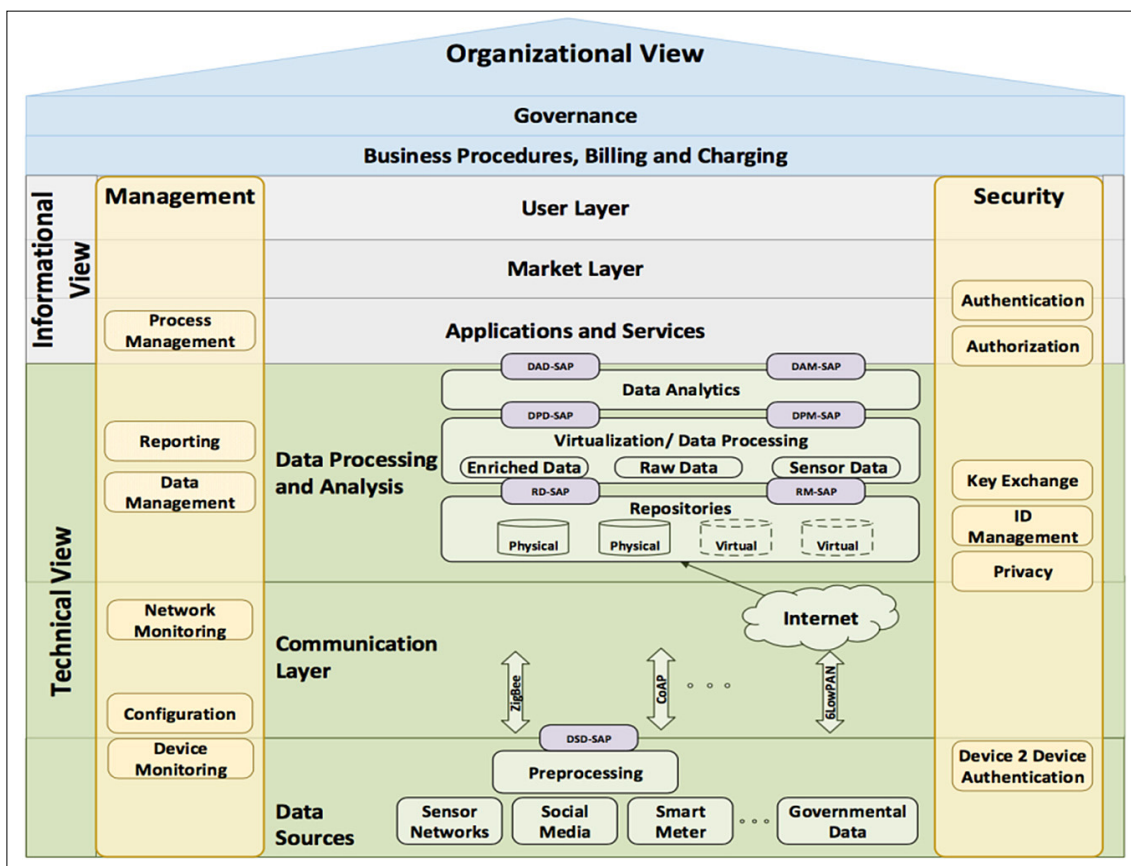 Organizational View
Governance
Business Procedures, Billing and Charging
Informational
View
Management
User Layer
Security
Market Layer
Authentication
Process
Management
Applications and Services
Authorization
DAD-SAP
DAM-SAP
Data Analytics
Technical View
DPD-SAP
DPM-SAP
Reporting
Virtualization/ Data Processing
Data Processing
and Analysis
Enriched Data
Raw Data
Sensor Data
Data
Management
Key Exchange
RD-SAP
RM-SAP
Repositories
ID
Management
Physical
Physical
Virtual
Virtual
Privacy
Network
Monitoring
Internet
Communication
Layer
ZigBee
CoAP
6LowPAN
Configuration
DSD-SAP
Device
Monitoring
Preprocessing
Device 2 Device
Authentication
Data
Sources
Sensor
Networks
Social
Media
Smart
Meter
Governmental
Data